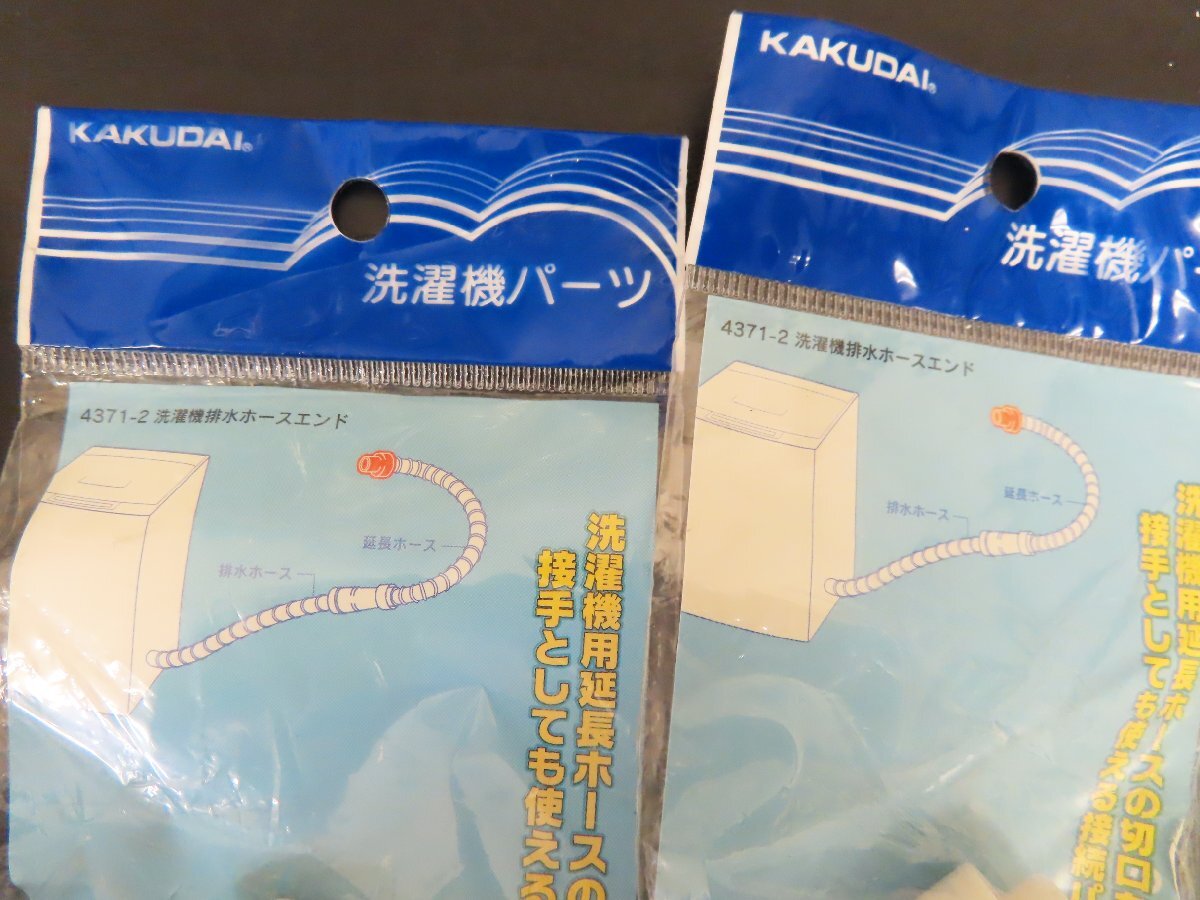 KAKUDAI®
洗濯機パーツ
4371-2 洗濯機排水ホースエンド
延長ホース
排水ホース
洗濯機用延長ホースの
接手としても使える
KAKUDAI®
洗濯機パ
4371-2 洗濯機排水ホースエンド
延長ホース
排水ホース
洗濯機用延長ホースの切口
接手としても使える接続パ